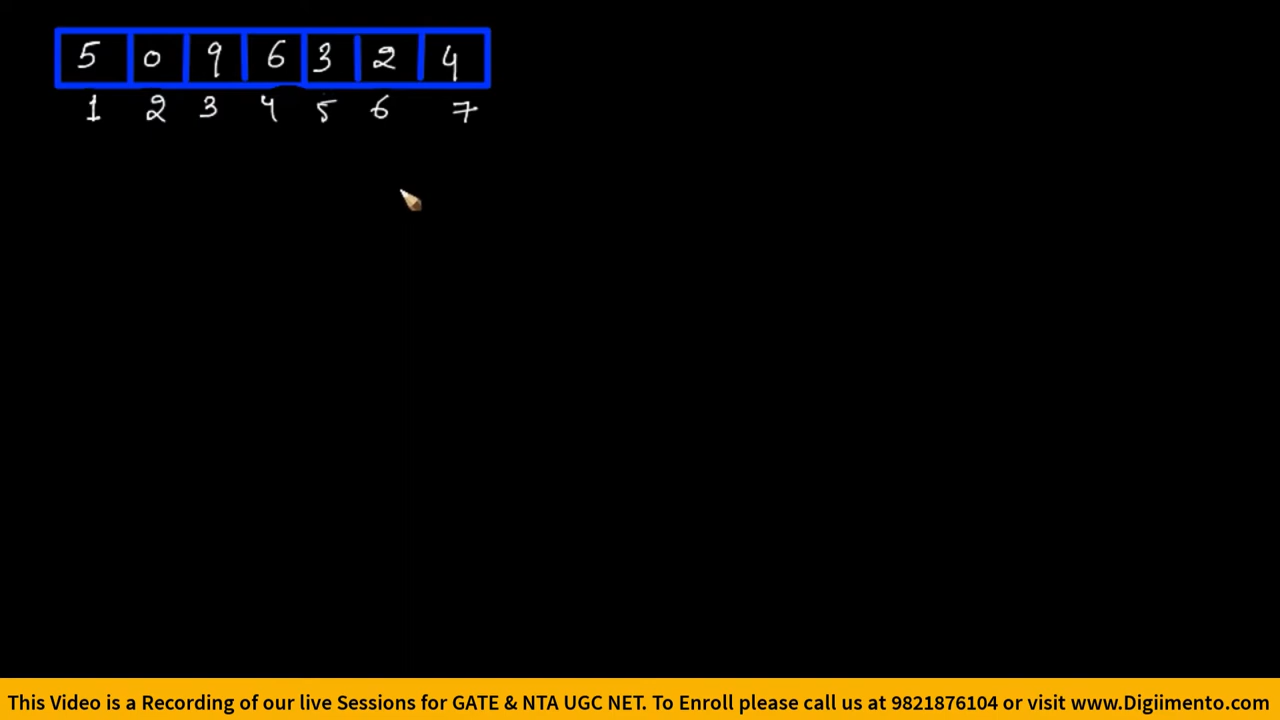 5 0 9 6 3 2 4
1 2 3 4 5 6 7
This Video is a Recording of our live Sessions for GATE & NTA UGC NET. To Enroll please call us at 9821876104 or visit www.Digiimento.com